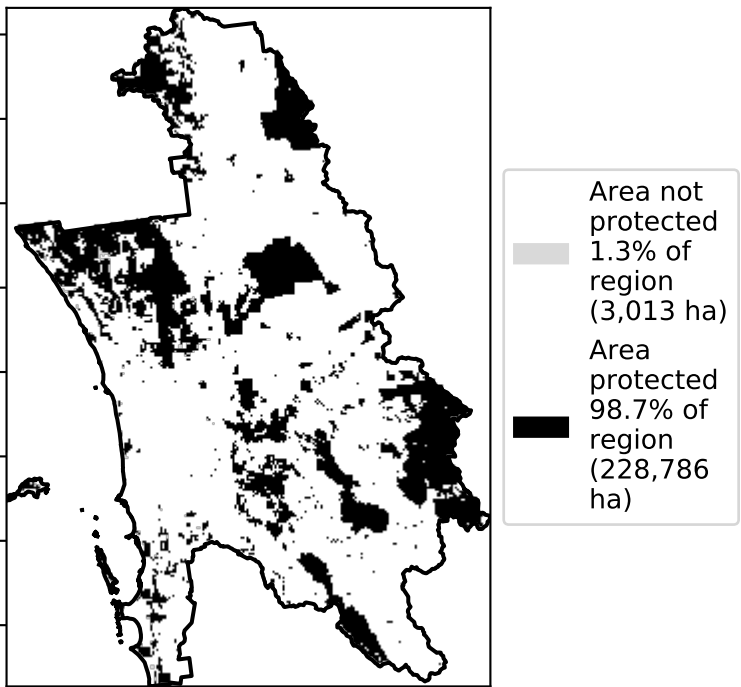 Area not
protected
1.3% of
region
(3,013 ha)
Area
protected
98.7% of
region
(228,786
ha)